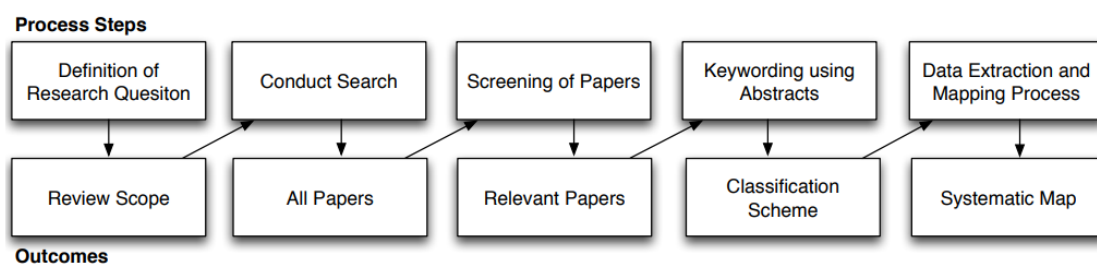 Process Steps
Definition of
Research Quesiton
Conduct Search
Screening of Papers
Keywording using
Abstracts
Data Extraction and
Mapping Process
Review Scope
All Papers
Relevant Papers
Classification
Scheme
Systematic Map
Outcomes